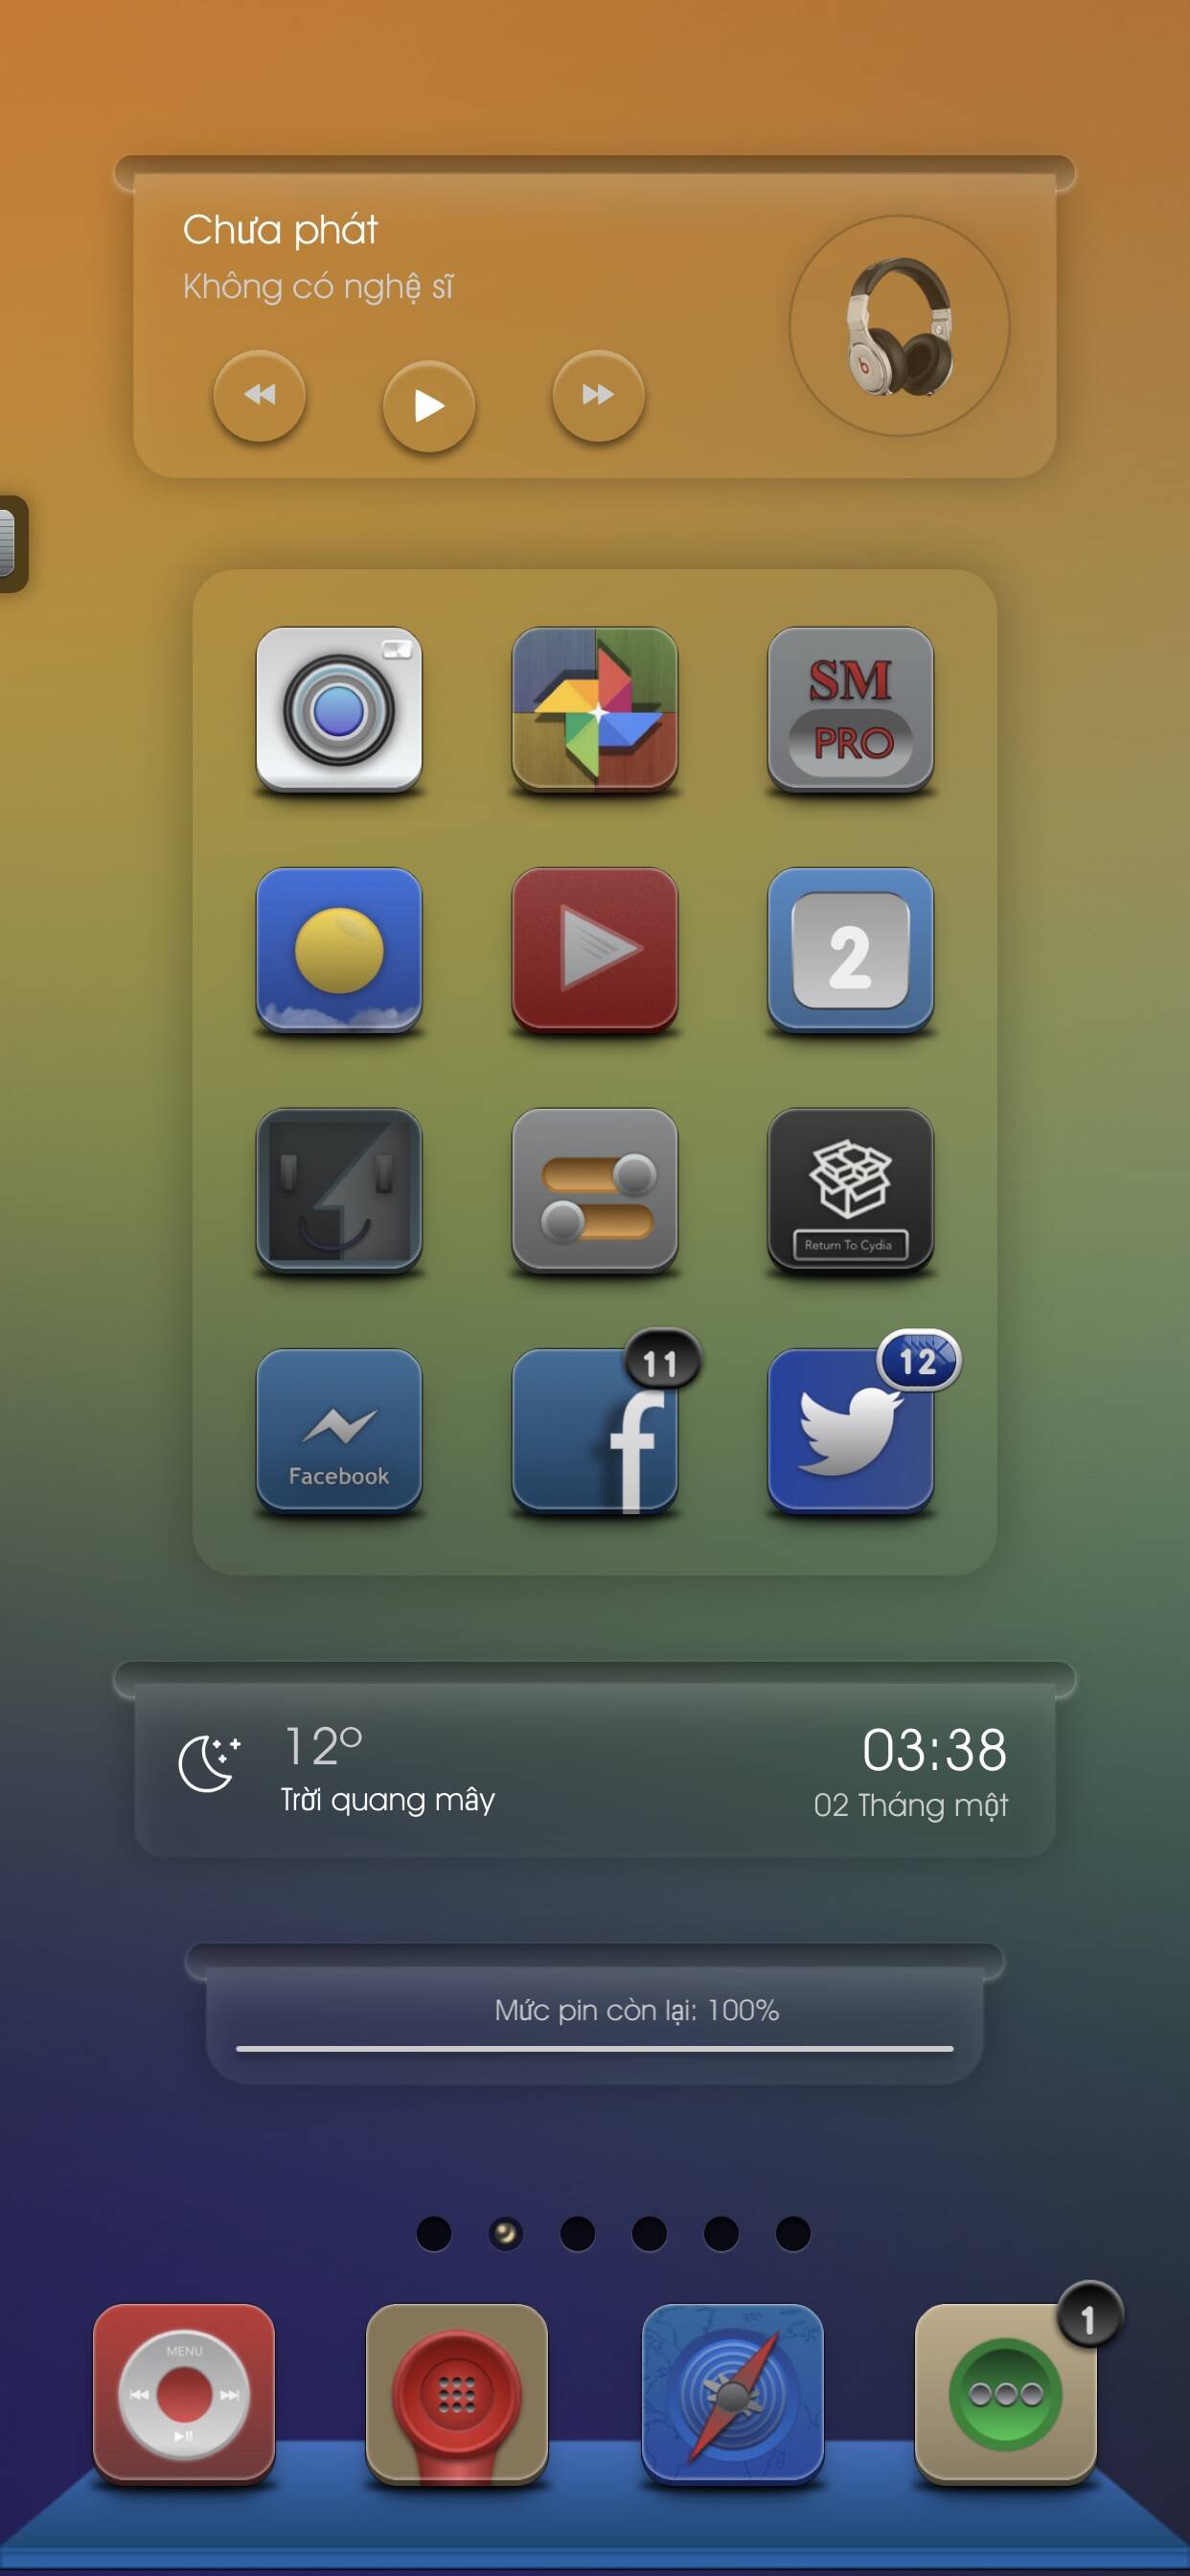 Chưa phát
Không có nghệ sĩ
SM
PRO
2
Return To Cydia
Facebook
11
f
12
12°
Trời quang mây
03:38
02 Tháng một
Mức pin còn lại: 100%
MENU
1